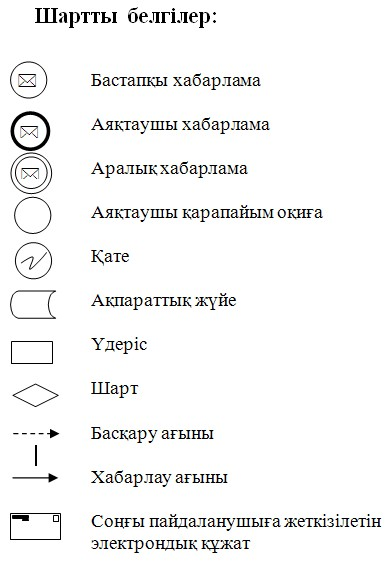 Шартты белгілер:
Бастапқы хабарлама
Аяқтаушы хабарлама
Аралық хабарлама
Аяқтаушы қарапайым оқиға
Қате
Ақпараттық жүйе
Үдеріс
Шарт
Басқару ағыны
Хабарлау ағыны
Соңғы пайдаланушыға жеткізілетін
электрондық құжат